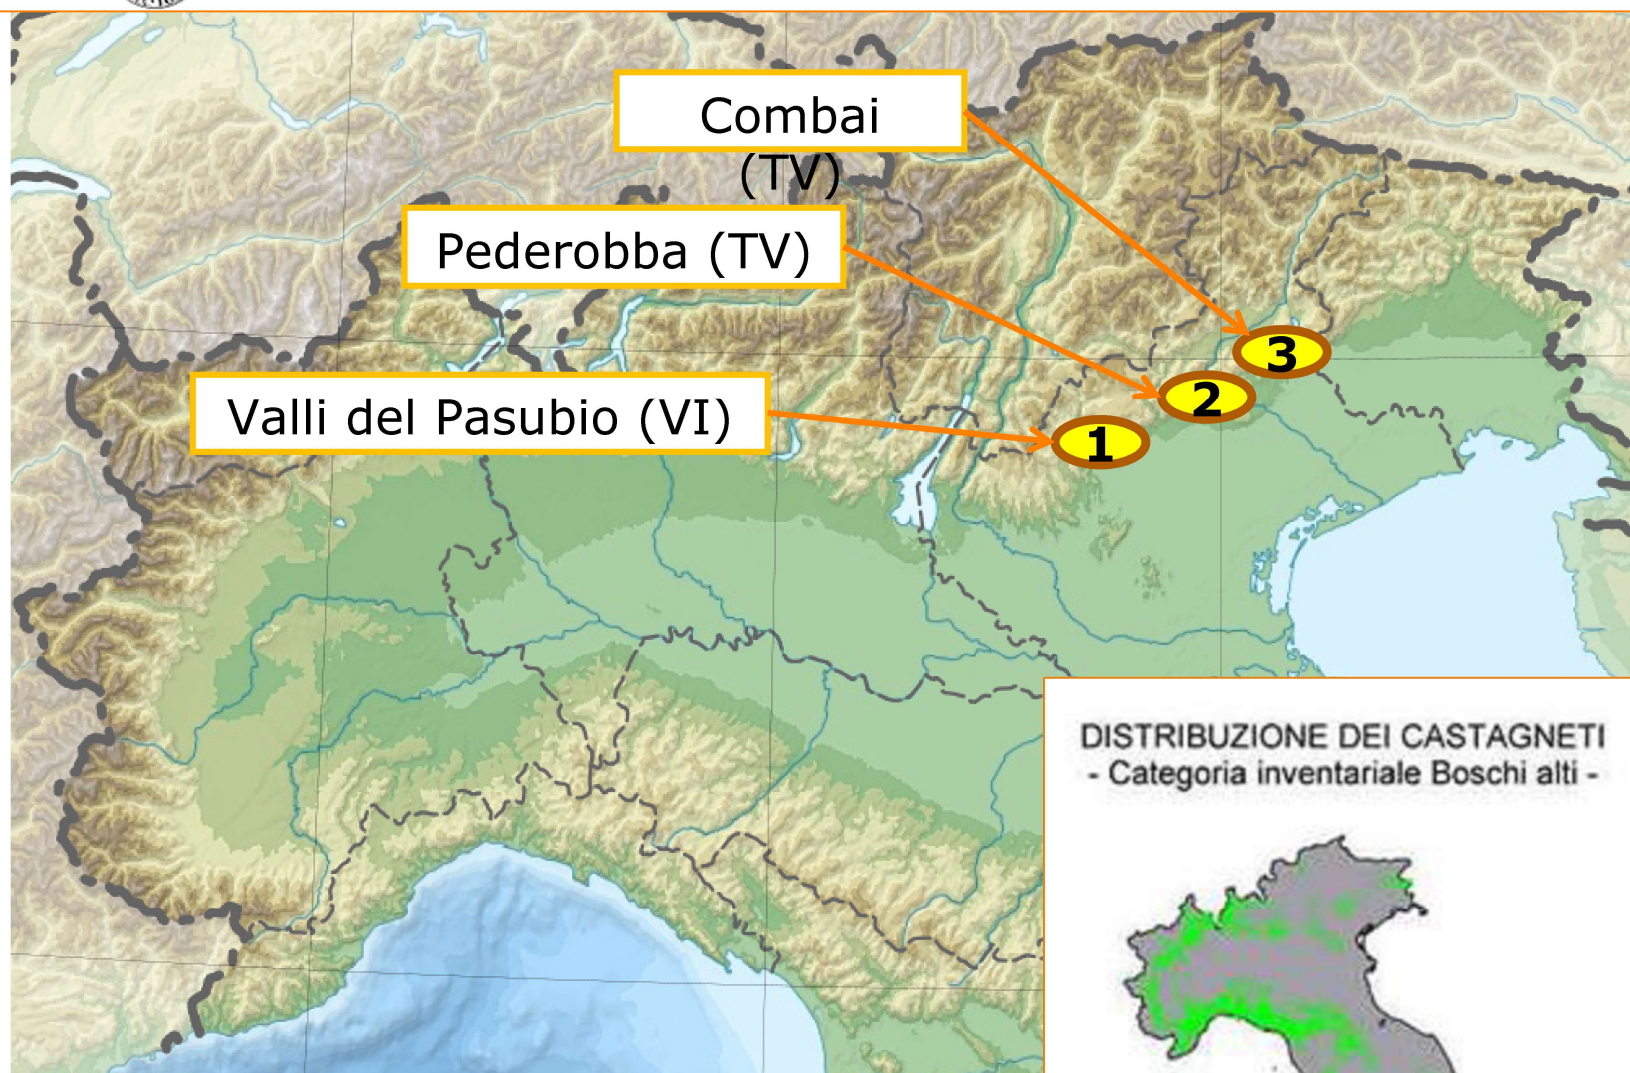 Combai
(TV)
Pederobba (TV)
Valli del Pasubio (VI)
3
2
1
DISTRIBUZIONE DEI CASTAGNETI
- Categoria inventariale Boschi alti -